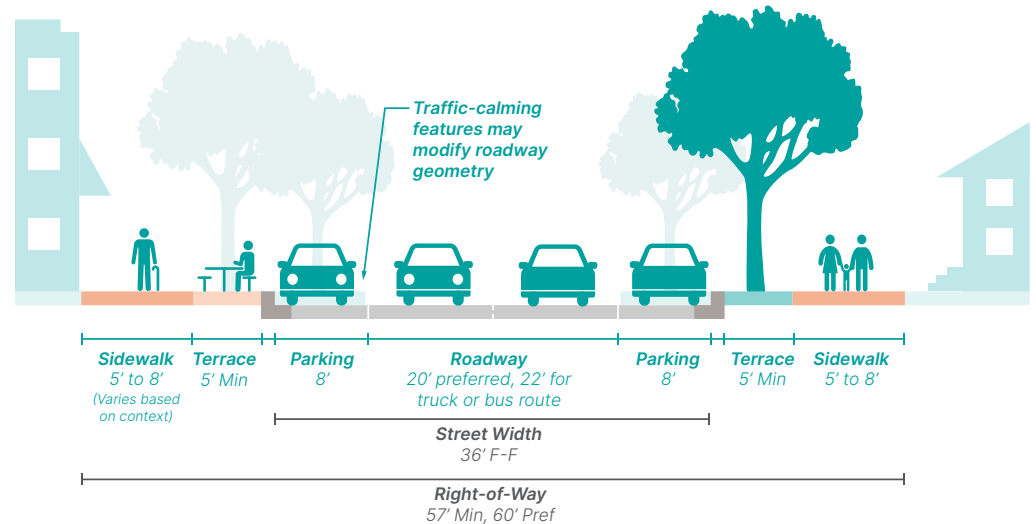 Traffic-calming
features may
modify roadway
geometry
Sidewalk
5’ to 8’
(Varies based
on context)
Terrace
5’ Min
Parking
8’
Roadway
20’ preferred, 22’ for
truck or bus route
Parking
8’
Terrace
5’ Min
Sidewalk
5’ to 8’
Street Width
36’ F-F
Right-of-Way
57’ Min, 60’ Pref